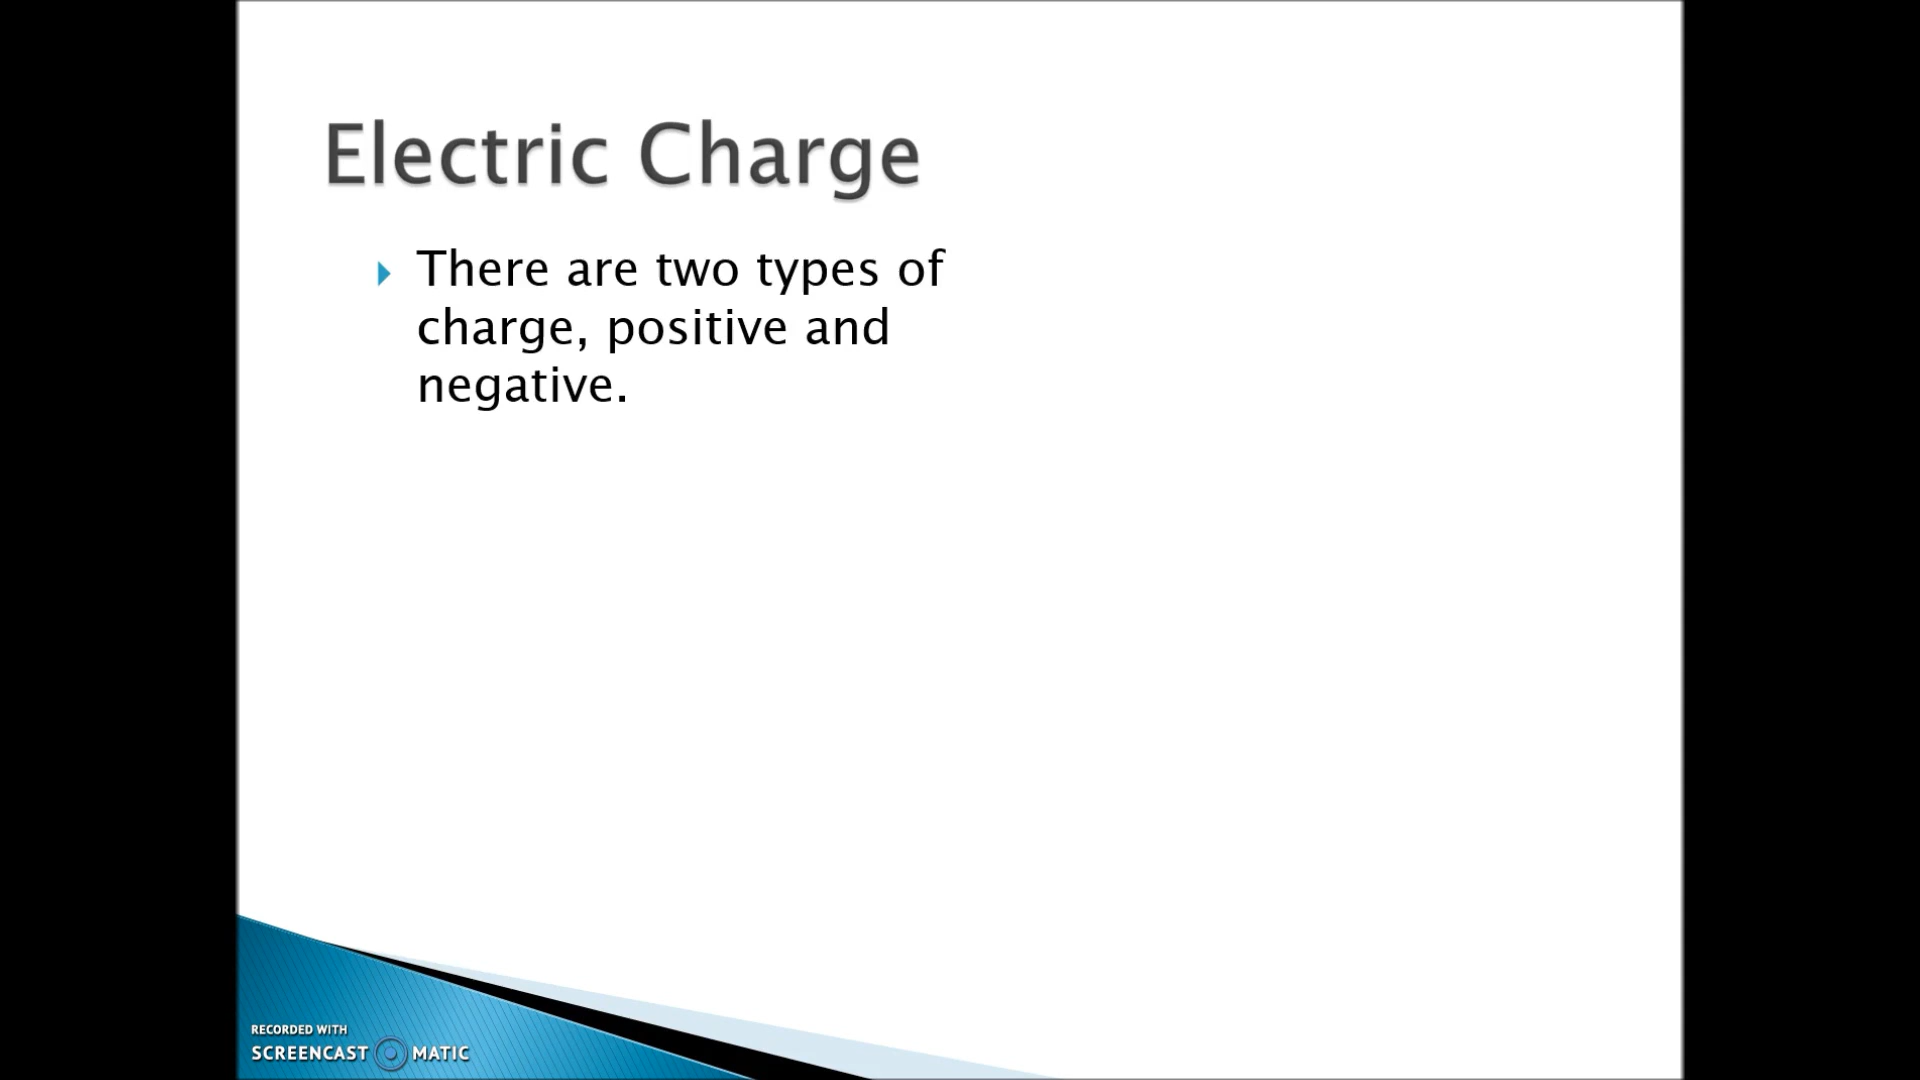 Electric Charge
There are two types of
charge, positive and
negative.
RECORDED WITH
SCREENCAST MATIC